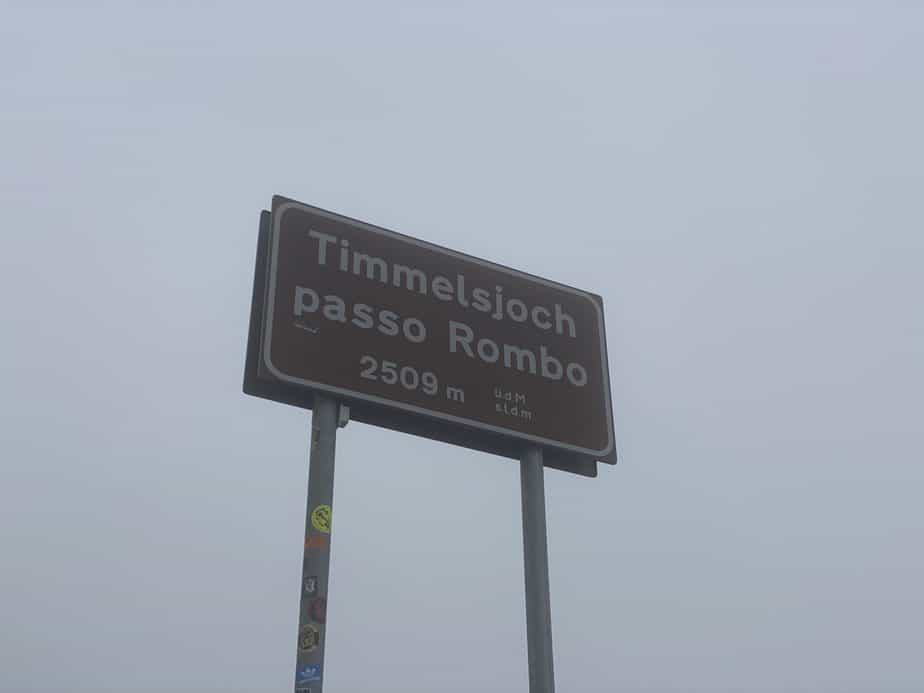 Timmelsjoch
passo Rombo
2509 m
ü.d.M
s.l.d.m